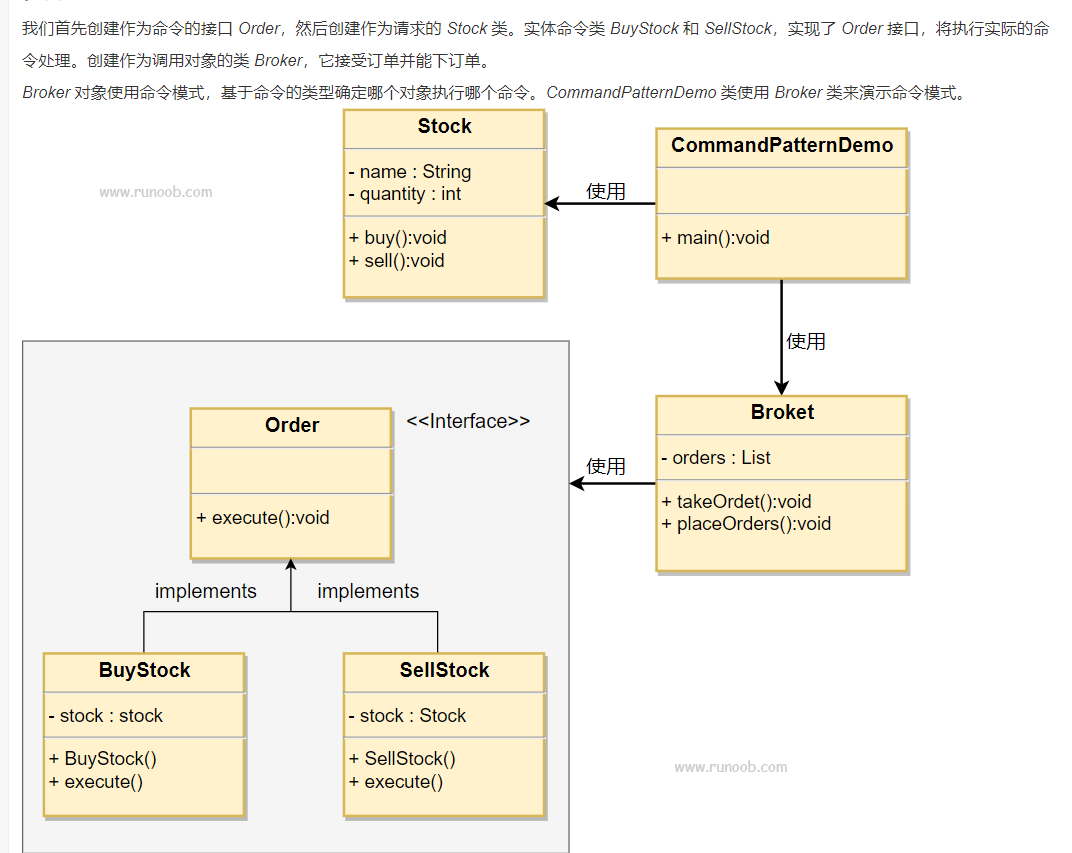 我们首先创建作为命令的接口 Order，然后创建作为请求的 Stock 类。实体命令类 BuyStock 和 SellStock，实现了 Order 接口，将执行实际的命
令处理。创建作为调用对象的类 Broker，它接受订单并能下订单。
Broker 对象使用命令模式，基于命令的类型确定哪个对象执行哪个命令。CommandPatternDemo 类使用 Broker 类来演示命令模式。
Stock
- name : String
- quantity : int
+ buy():void
+ sell():void
www.runoob.com
使用
CommandPatternDemo
+ main():void
使用
Order
<<Interface>>
+ execute():void
使用
Broket
- orders : List
+ takeOrdet():void
+ placeOrders():void
implements
implements
BuyStock
- stock : stock
+ BuyStock()
+ execute()
SellStock
- stock : Stock
+ SellStock()
+ execute()
www.runoob.com